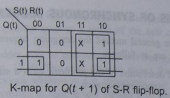 S(t) R(t)
Q(t) 00 01 11 10
0 0 0 X 1
1 1 0 X 1
K-map for Q(t + 1) of S-R flip-flop.